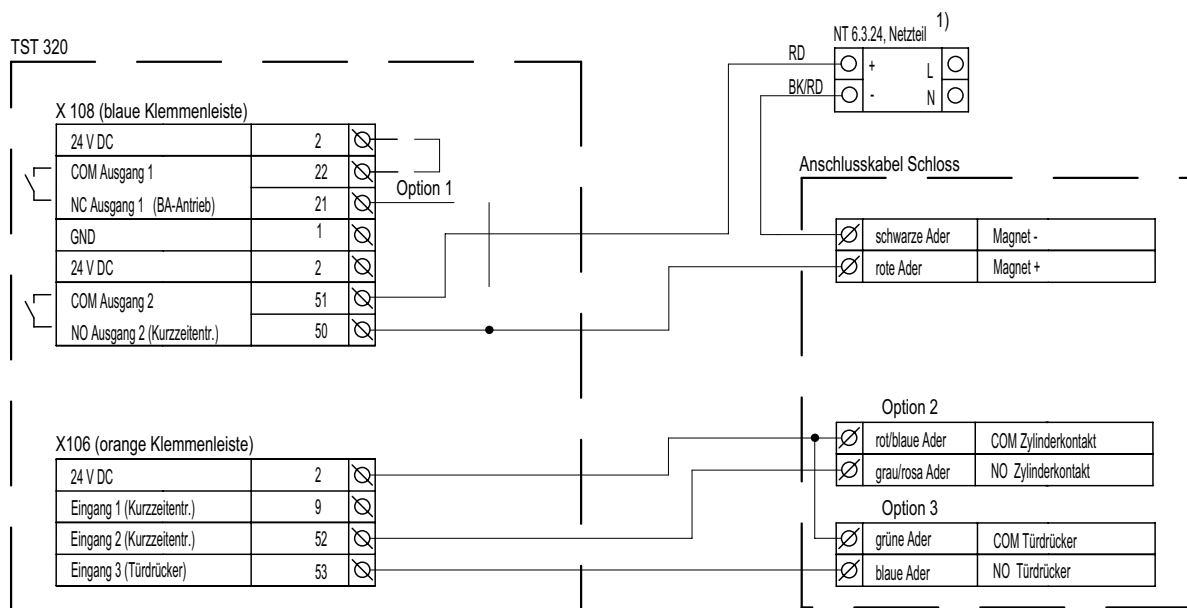 TST 320
NT 6.3.24, Netzteil 1)
RD
+ L
BK/RD
- N
X 108 (blaue Klemmenleiste)
24 V DC 2
COM Ausgang 1 22
NC Ausgang 1 (BA-Antrieb) 21
Option 1
GND 1
24 V DC 2
COM Ausgang 2 51
NO Ausgang 2 (Kurzzeitentr.) 50
Anschlusskabel Schloss
schwarze Ader Magnet -
rote Ader Magnet +
X106 (orange Klemmenleiste)
24 V DC 2
Eingang 1 (Kurzzeitentr.) 9
Eingang 2 (Kurzzeitentr.) 52
Eingang 3 (Türdrücker) 53
Option 2
rot/blaue Ader COM Zylinderkontakt
grau/rosa Ader NO Zylinderkontakt
Option 3
grüne Ader COM Türdrücker
blaue Ader NO Türdrücker